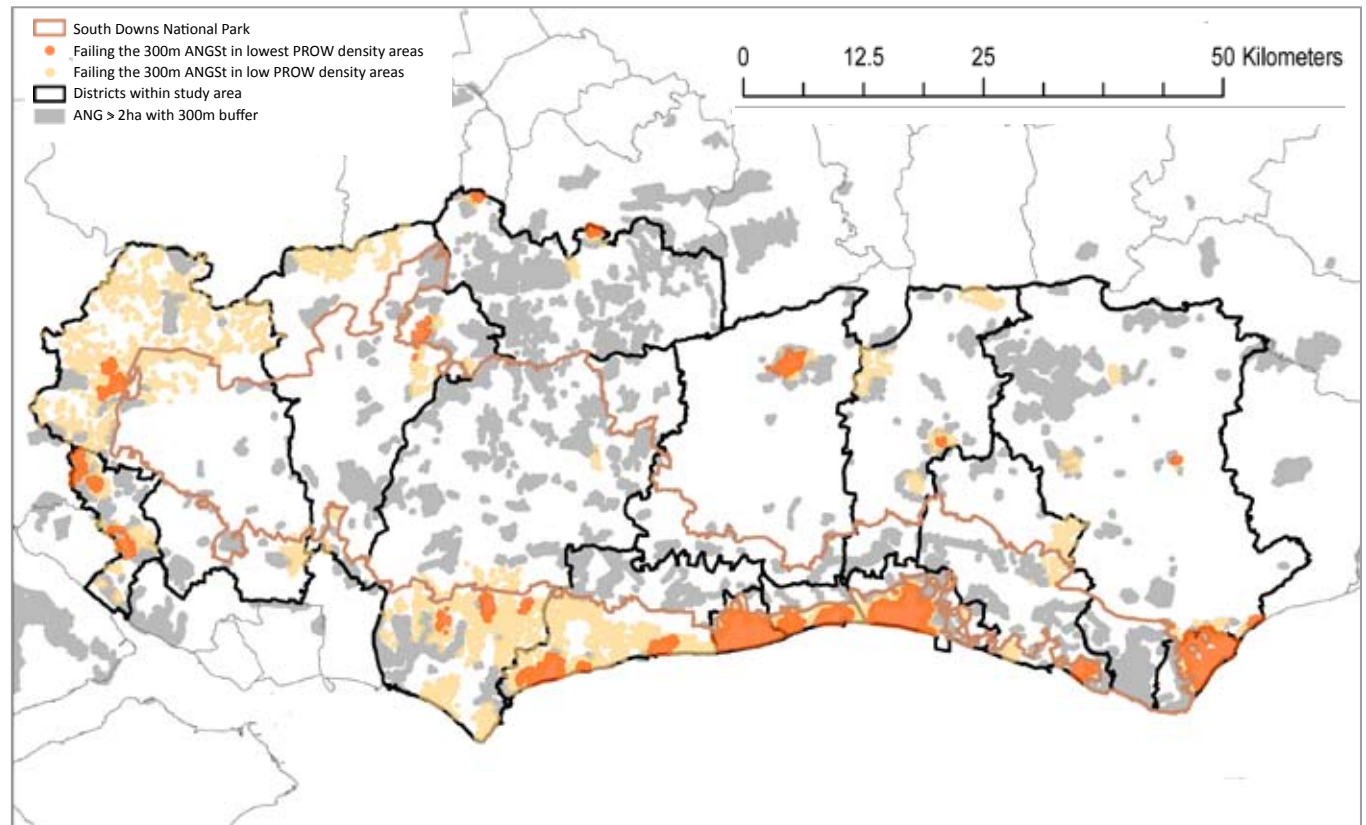 South Downs National Park
Failing the 300m ANGSt in lowest PROW density areas
Failing the 300m ANGSt in low PROW density areas
Districts within study area
ANG > 2ha with 300m buffer
0 12.5 25 50 Kilometers